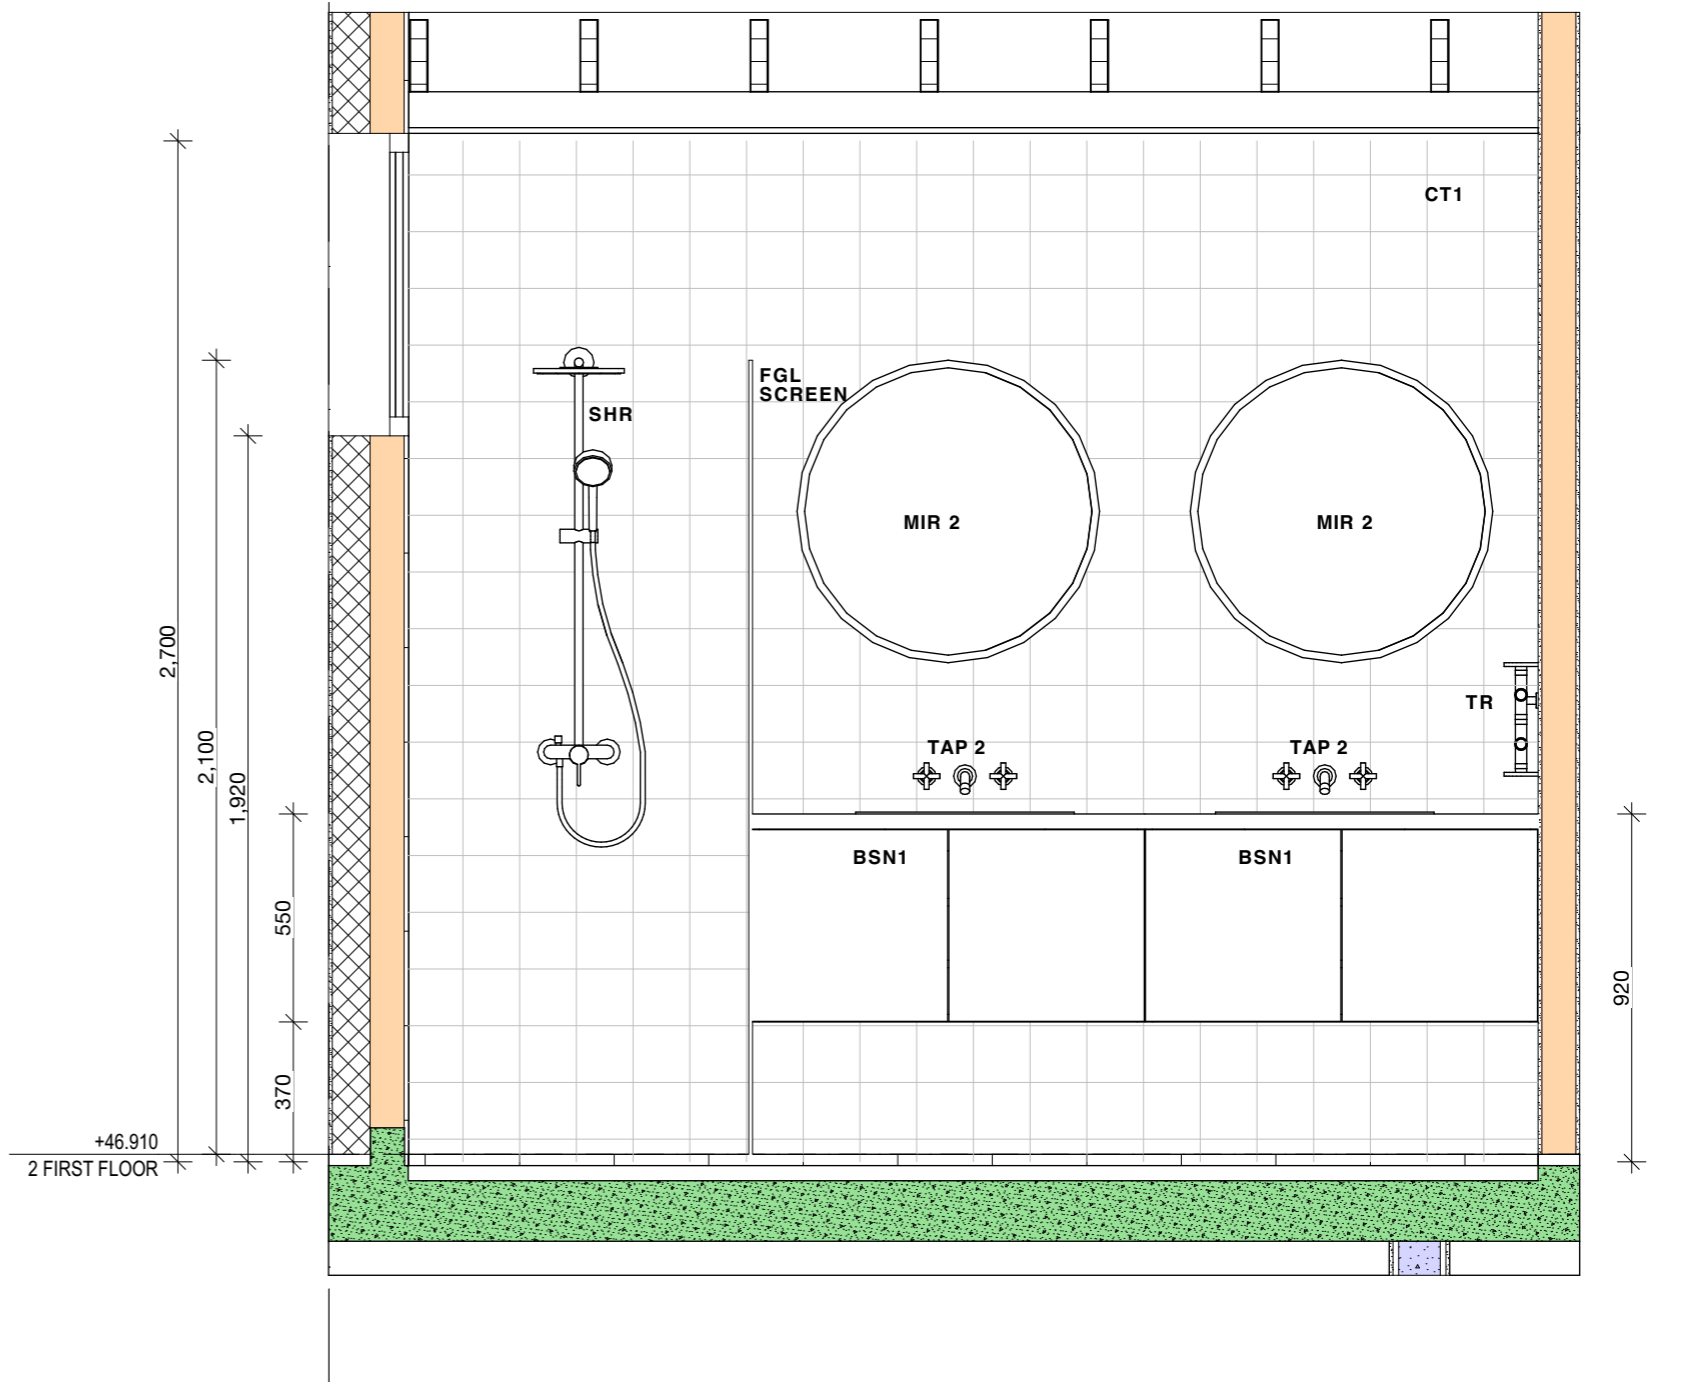 CT1
FGL
SCREEN
SHR
MIR 2
MIR 2
2,700
TR
2,100
TAP 2
TAP 2
1,920
BSN1
BSN1
550
920
370
+46.910
2 FIRST FLOOR